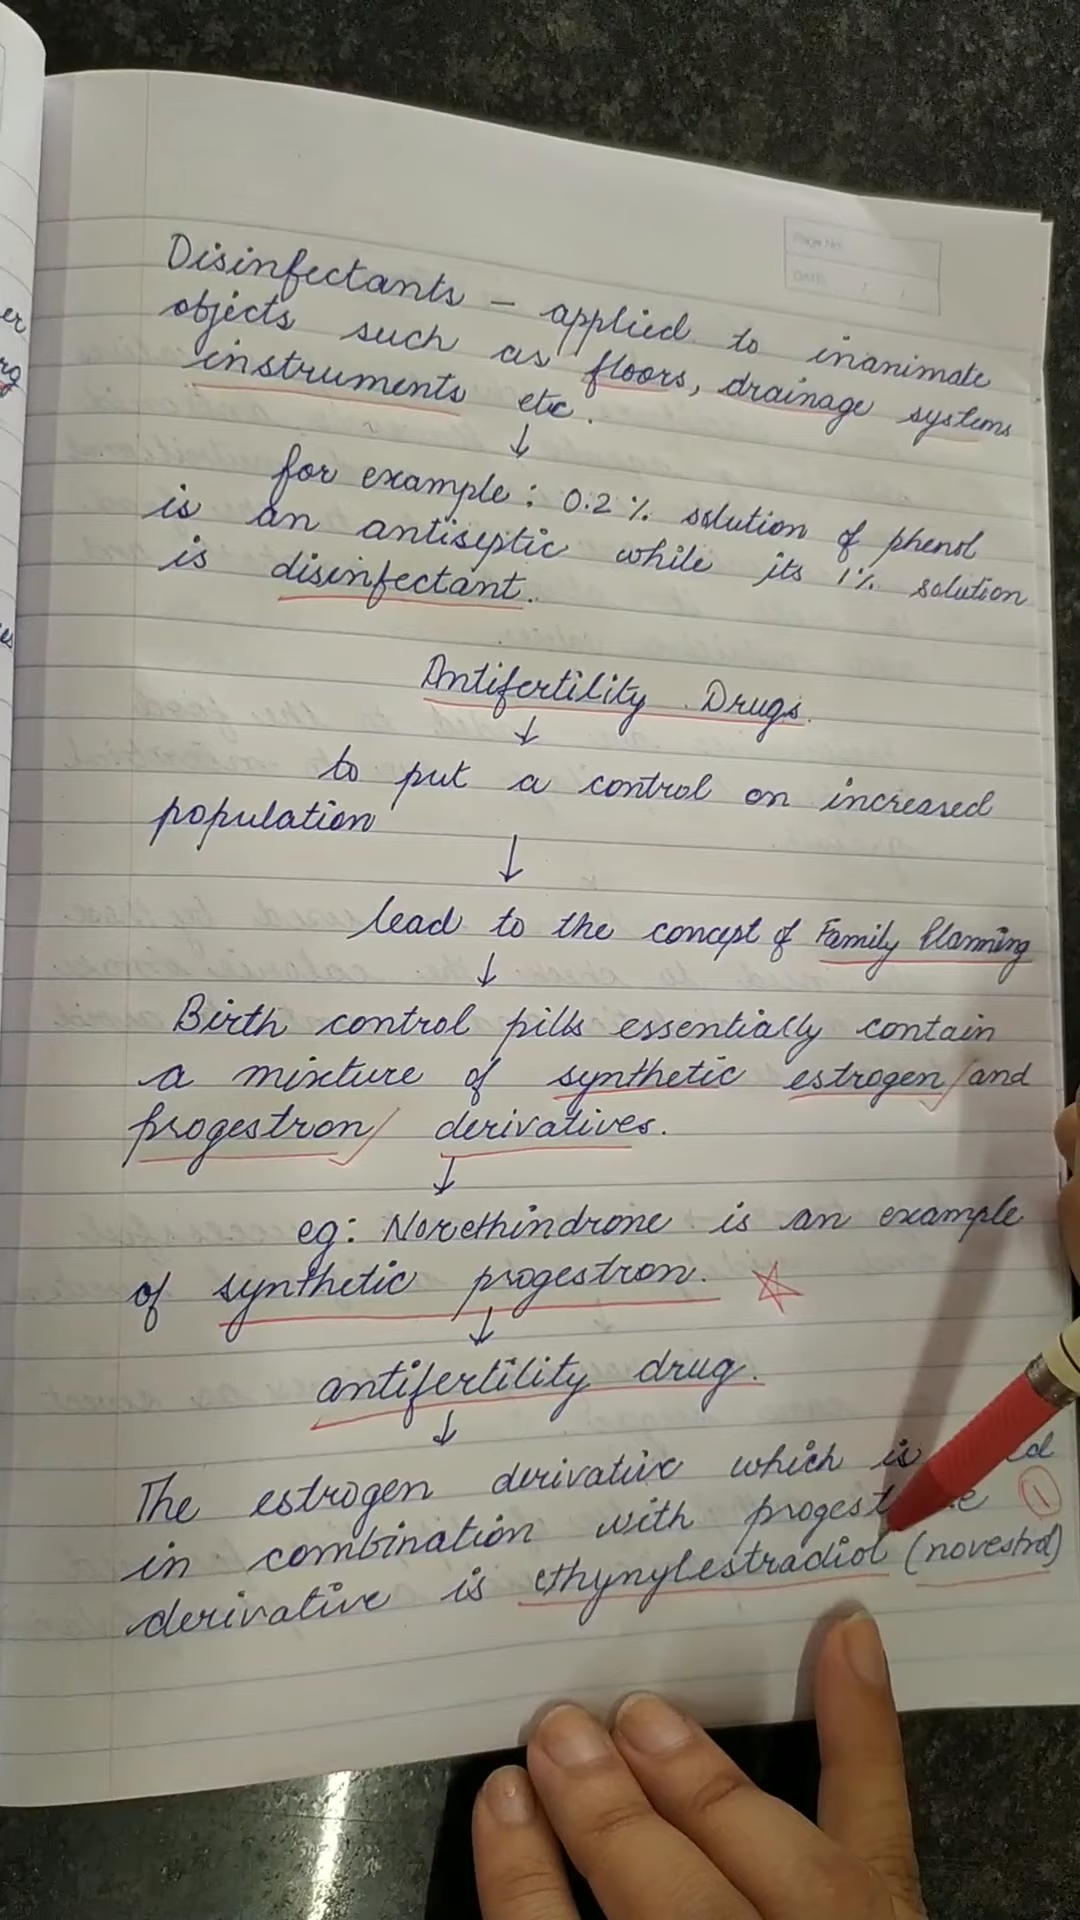 Page No.
DATE
Disinfectants – applied to inanimate
objects such as floors, drainage systems
instruments etc.
↓
for example: 0.2% solution of phenol
is an antiseptic while its 1% solution
is disinfectant.
Antifertility Drugs.
↓
to put a control on increased
population
↓
lead to the concept of Family Planning
↓
Birth control pills essentially contain
a mixture of synthetic estrogen/and
progestron/ derivatives.
↓
eg: Norethindrone is an example
of synthetic progestron.
↓
antifertility drug.
↓
The estrogen derivative which is
in combination with ①
derivative is ethynylestradiol (novestrol)